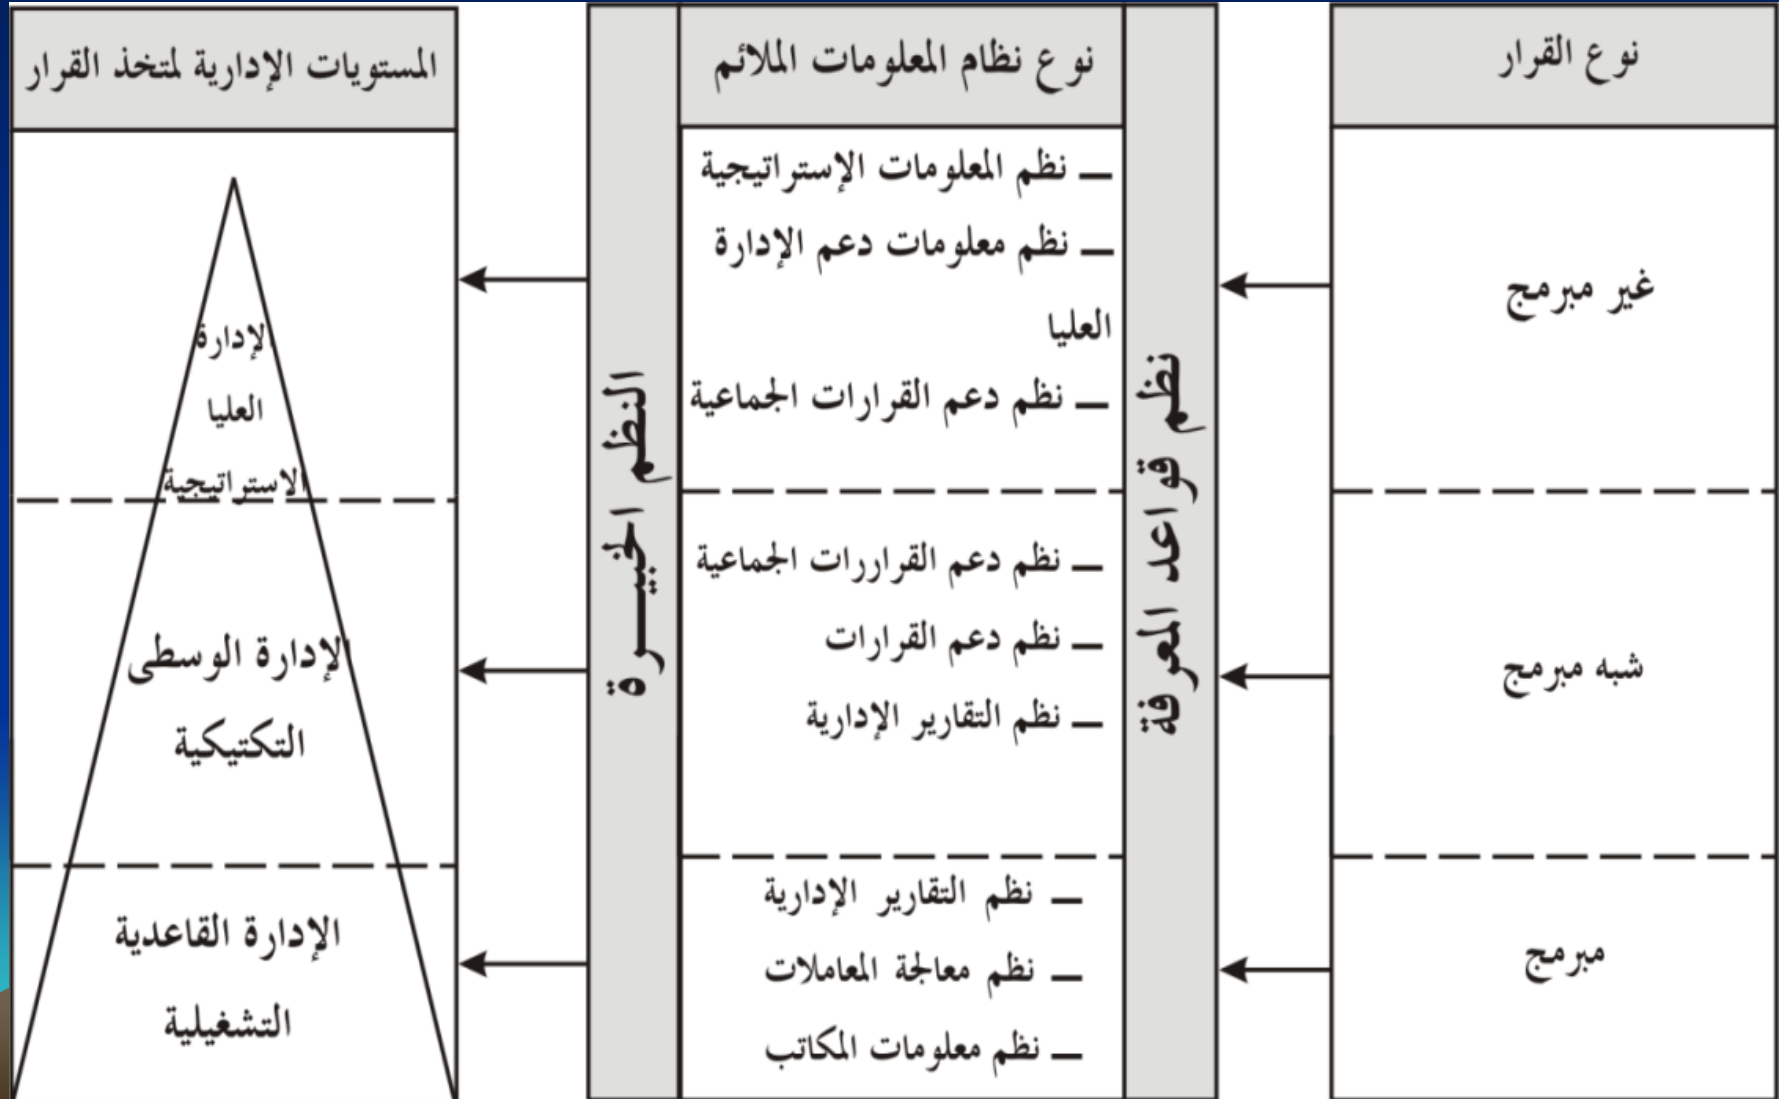 نوع القرار
غير مبرمج
شبه مبرمج
مبرمج
نظم قواعد المعرفة
نوع نظام المعلومات الملائم
ـ نظم المعلومات الإستراتيجية
ـ نظم معلومات دعم الإدارة
العليا
ـ نظم دعم القرارات الجماعية
ـ نظم دعم القراررات الجماعية
ـ نظم دعم القرارات
ـ نظم التقارير الإدارية
ـ نظم التقارير الإدارية
ـ نظم معالجة المعاملات
ـ نظم معلومات المكاتب
النظم الخبيـــرة
المستويات الإدارية لمتخذ القرار
الإدارة
العليا
الاستراتيجية
الإدارة الوسطى
التكتيكية
الإدارة القاعدية
التشغيلية